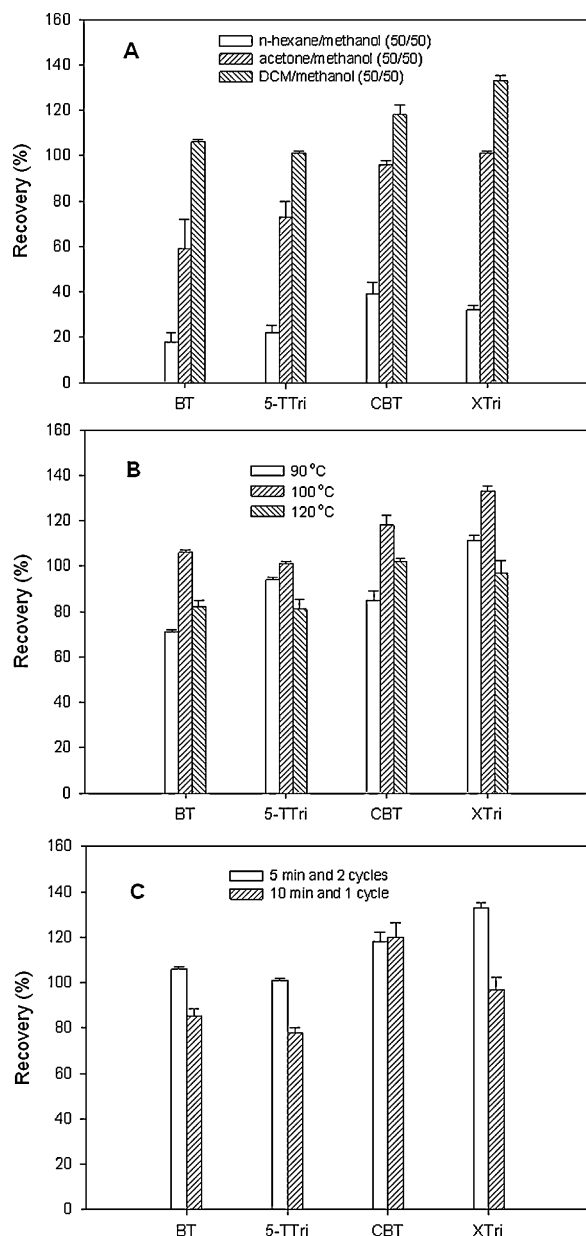 160
140
120
100
80
60
40
20
0
Recovery (%)
A
n-hexane/methanol (50/50)
acetone/methanol (50/50)
DCM/methanol (50/50)
BT 5-TTri CBT XTri
160
140
120
100
80
60
40
20
0
Recovery (%)
B
90 °C
100 °C
120 °C
BT 5-TTri CBT XTri
160
140
120
100
80
60
40
20
0
Recovery (%)
C
5 min and 2 cycles
10 min and 1 cycle
BT 5-TTri CBT XTri